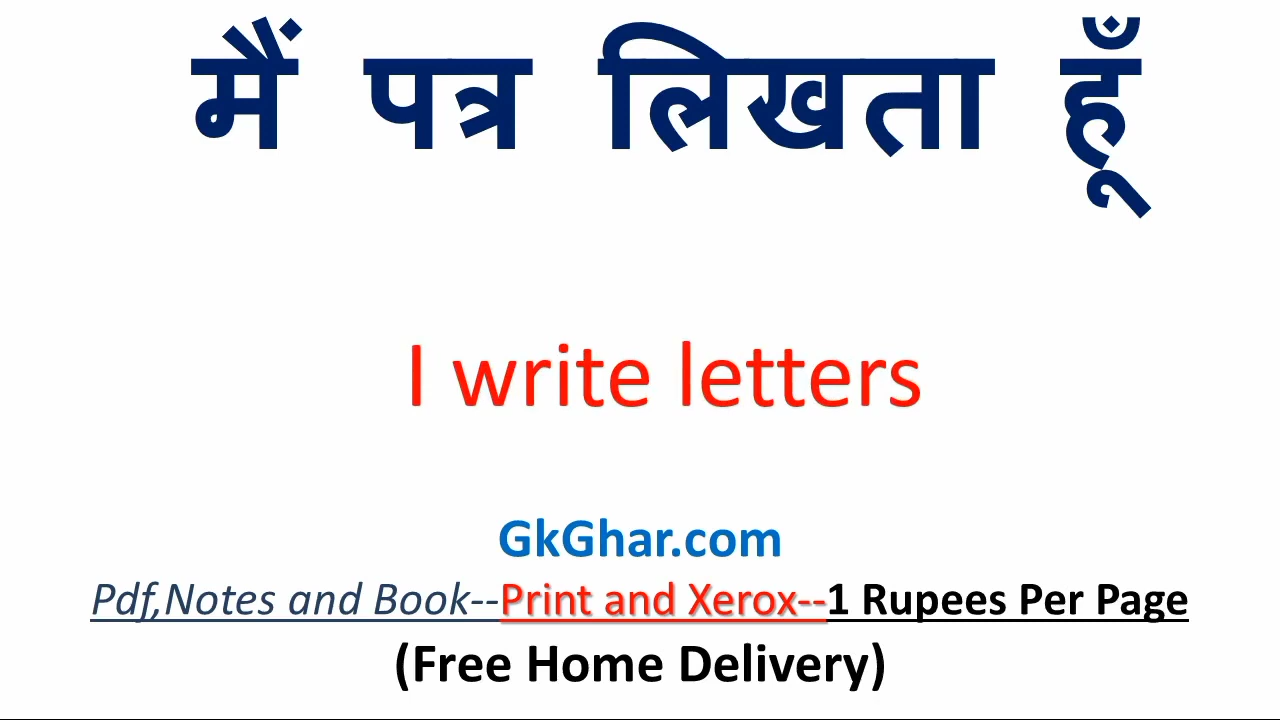 मैं पत्र लिखता हूँ
I write letters
GkGhar.com
Pdf,Notes and Book--Print and Xerox--1 Rupees Per Page
(Free Home Delivery)